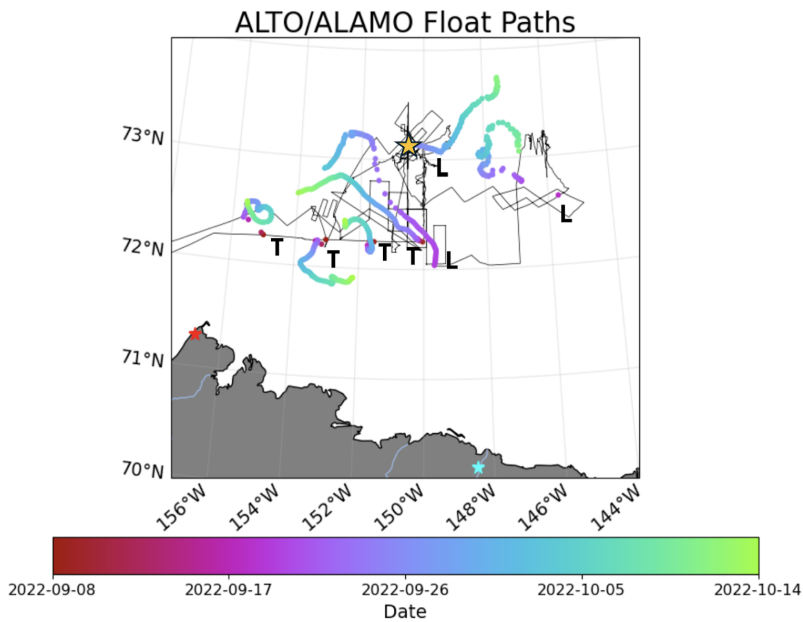 ALTO/ALAMO Float Paths
73°N
L
L
72°N
T
T
T
T
L
71°N
70°N
156°W
154°W
152°W
150°W
148°W
146°W
144°W
2022-09-08
2022-09-17
2022-09-26
2022-10-05
2022-10-14
Date